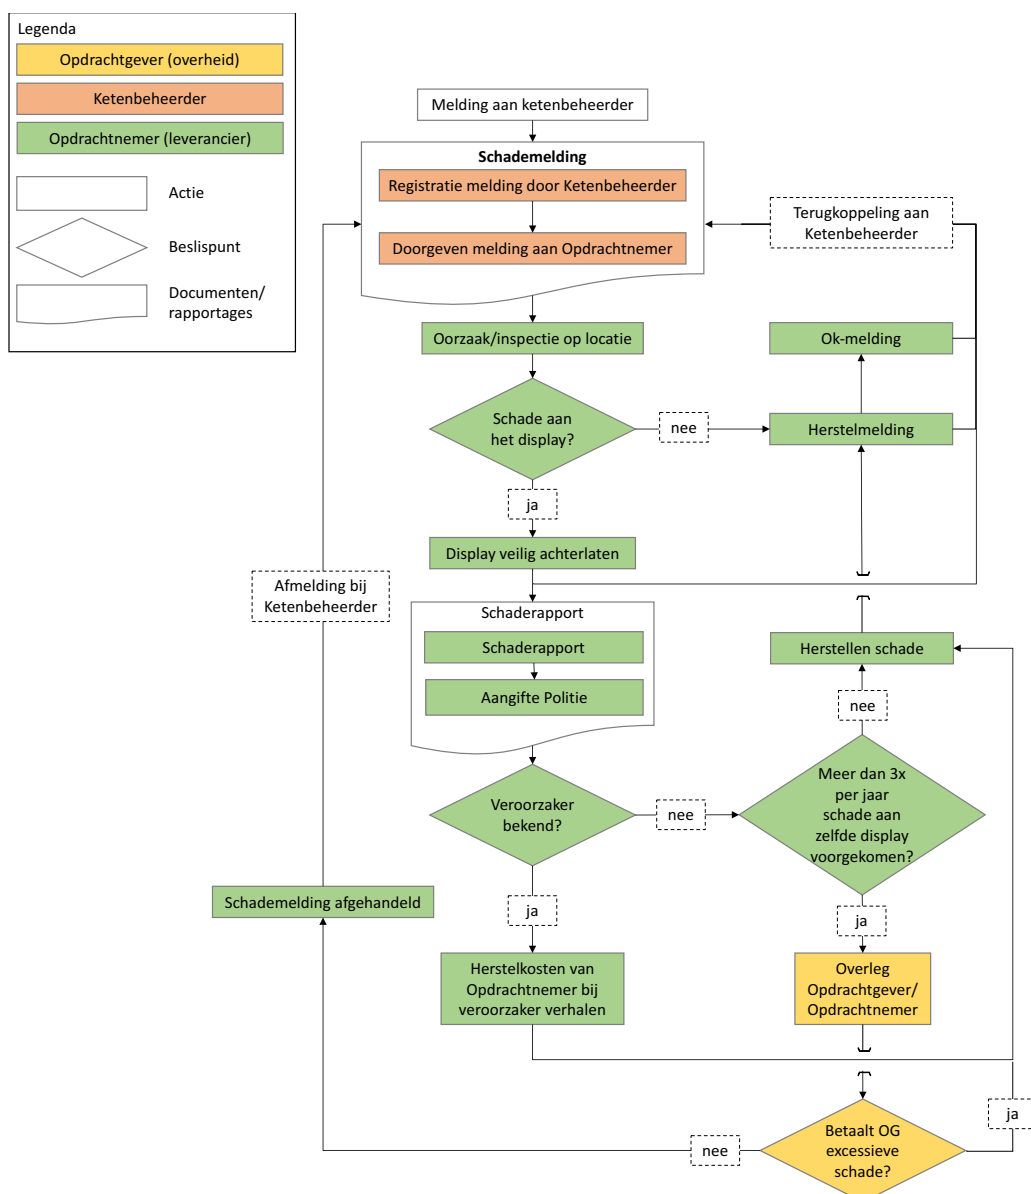 Legenda
Opdrachtgever (overheid)
Ketenbeheerder
Opdrachtnemer (leverancier)
Actie
Beslispunt
Documenten/
rapportages
Melding aan ketenbeheerder
Schademelding
Registratie melding door Ketenbeheerder
Doorgeven melding aan Opdrachtnemer
Terugkoppeling aan
Ketenbeheerder
Oorzaak/inspectie op locatie
Ok-melding
Schade aan
het display?
nee
Herstelmelding
ja
Display veilig achterlaten
Afmelding bij
Ketenbeheerder
Schaderapport
Schaderapport
Aangifte Politie
Herstellen schade
nee
Veroorzaker
bekend?
nee
Meer dan 3x
per jaar
schade aan
zelfde display
voorgekomen?
Schademelding afgehandeld
ja
ja
Herstelkosten van
Opdrachtnemer bij
veroorzaker verhalen
Overleg
Opdrachtgever/
Opdrachtnemer
ja
Betaalt OG
excessieve
schade?
nee